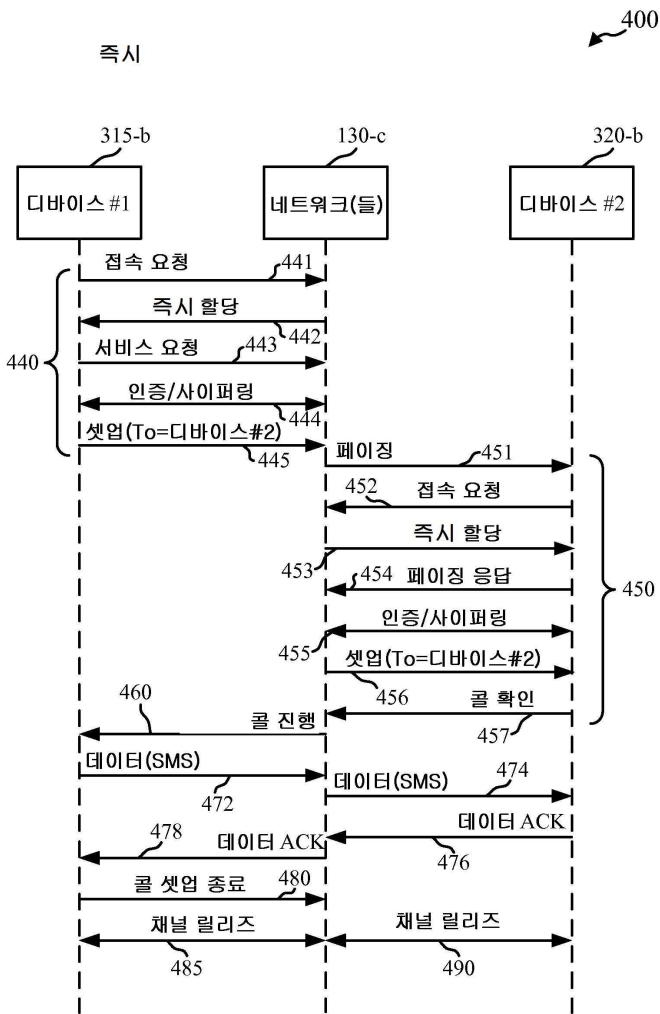 400
즉시
315-b
130-c
320-b
디바이스 #1
네트워크(들)
디바이스 #2
접속 요청
441
즉시 할당
442
440
서비스 요청
443
인증/사이퍼링
444
셋업(To=디바이스#2)
445
페이징
451
452
접속 요청
즉시 할당
453
454
페이징 응답
450
인증/사이퍼링
455
셋업(To=디바이스#2)
456
460
콜 진행
콜 확인
457
데이터(SMS)
472
데이터(SMS)
474
478
데이터 ACK
데이터 ACK
476
콜 셋업 종료
480
채널 릴리즈
485
채널 릴리즈
490